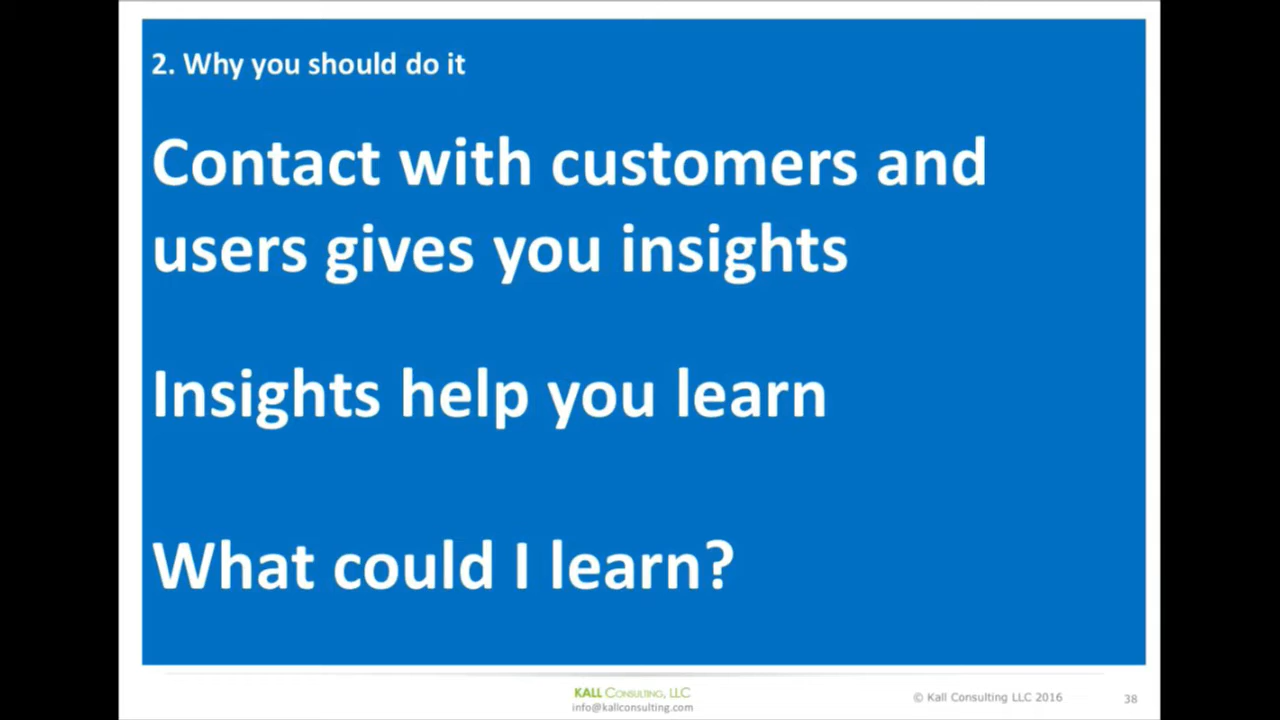 2. Why you should do it
Contact with customers and
users gives you insights
Insights help you learn
What could I learn?
KALL CONSULTING, LLC
info@kallconsulting.com
© Kall Consulting LLC 2016
38